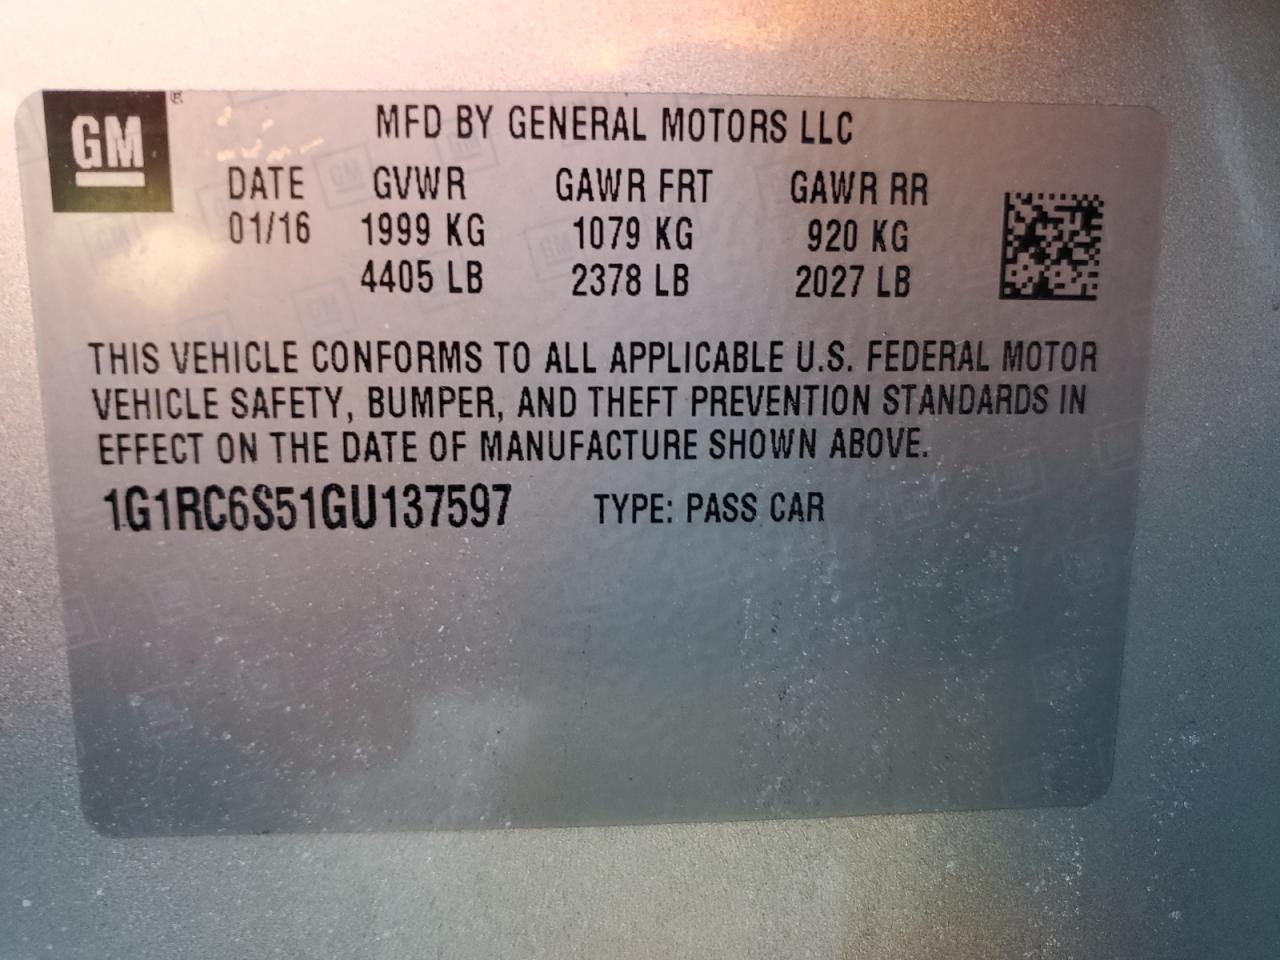 GM
MFD BY GENERAL MOTORS LLC
DATE GVWR GAWR FRT GAWR RR
01/16 1999 KG 1079 KG 920 KG
4405 LB 2378 LB 2027 LB
THIS VEHICLE CONFORMS TO ALL APPLICABLE U.S. FEDERAL MOTOR
VEHICLE SAFETY, BUMPER, AND THEFT PREVENTION STANDARDS IN
EFFECT ON THE DATE OF MANUFACTURE SHOWN ABOVE.
1G1RC6S51GU137597 TYPE: PASS CAR